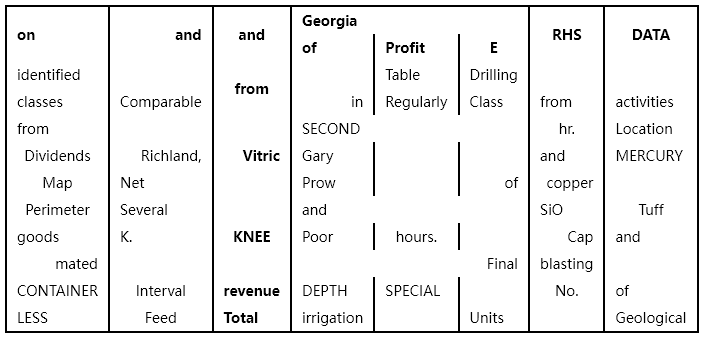 Georgia
on and and of Profit E RHS DATA
identified Table Drilling
from
classes Comparable in Regularly Class from activities
from SECOND hr. Location
Dividends Richland, Vitric Gary and MERCURY
Map Net Prow of copper
Perimeter Several and SiO Tuff
goods K. KNEE Poor hours. Cap and
mated Final blasting
CONTAINER Interval revenue DEPTH SPECIAL No. of
LESS Feed Total irrigation Units Geological